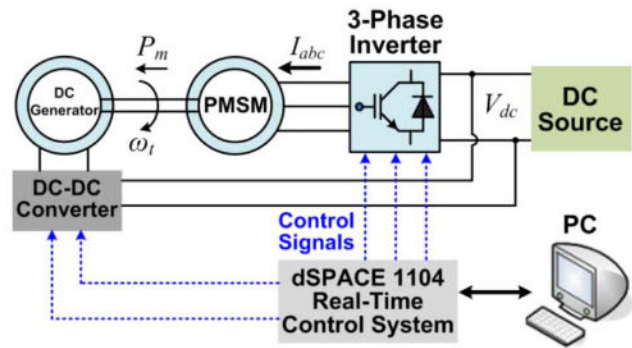 3-Phase
Inverter
P_m
I_abc
DC
Generator
PMSM
V_dc
DC
Source
ω_t
DC-DC
Converter
Control
Signals
PC
dSPACE 1104
Real-Time
Control System